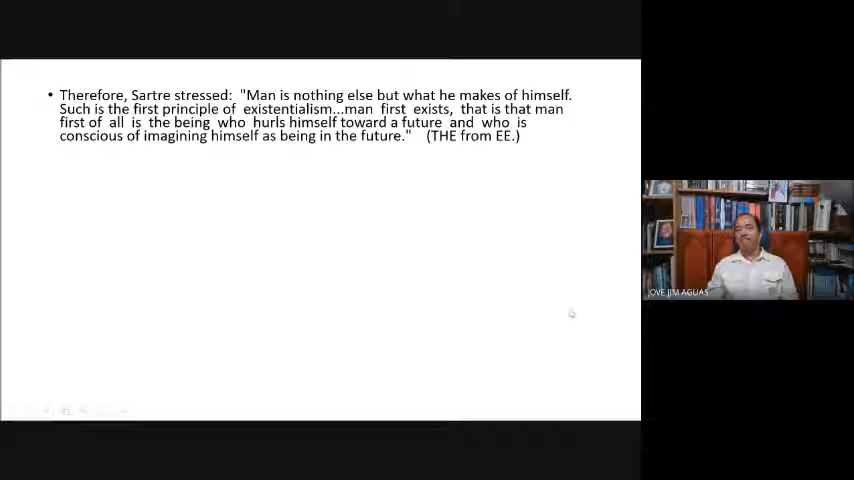 • Therefore, Sartre stressed: "Man is nothing else but what he makes of himself.
Such is the first principle of existentialism...man first exists, that is that man
first of all is the being who hurls himself toward a future and who is
conscious of imagining himself as being in the future." (THE from EE.)
JOVE JIM AGUAS